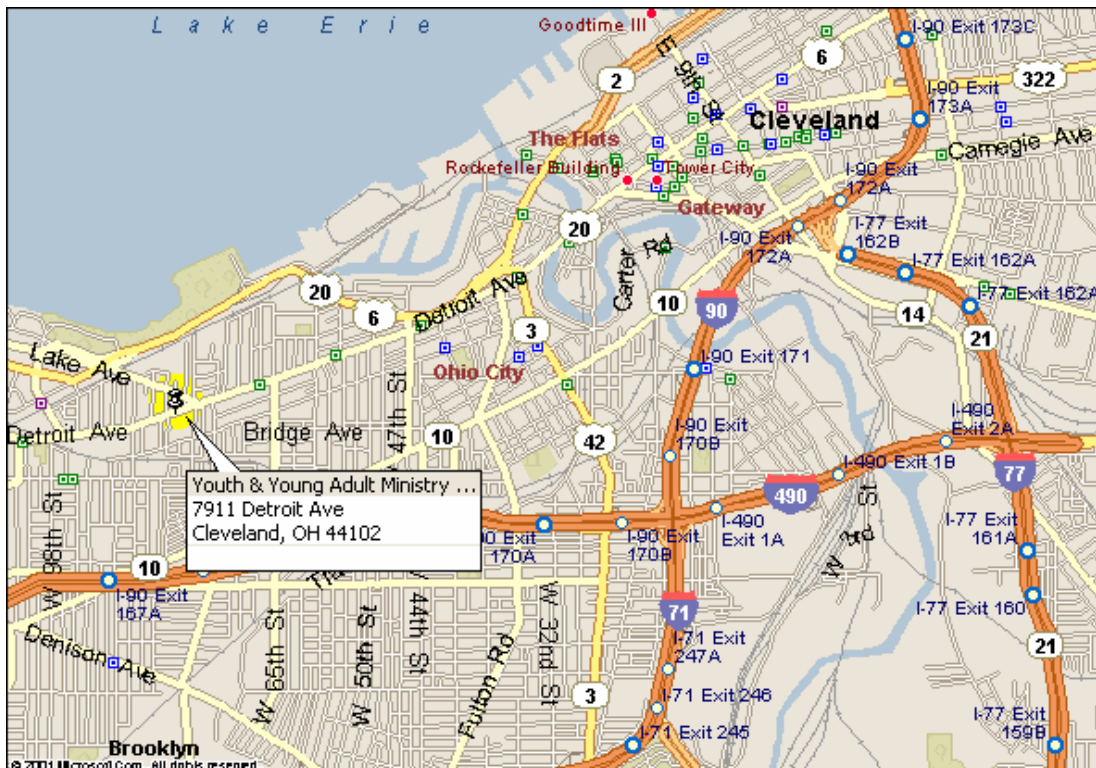 Lake Erie
Goodtime III
I-90 Exit 173C
E 9th St
6
2
322
I-90 Exit
173A
Cleveland
The Flats
Carnegie Ave
Rockefeller Building
Tower City
I-90 Exit
172A
Gateway
20
I-90 Exit
172A
I-77 Exit
162B
Carter Rd
I-77 Exit 162A
20
I-77 Exit 162A
Detroit Ave
10
90
14
6
3
21
Lake Ave
I-90 Exit 171
Ohio City
W 47th St
I-490
Exit 2A
Detroit Ave
Bridge Ave
10
42
I-90 Exit
170B
I-490 Exit 1B
77
Youth & Young Adult Ministry ...
7911 Detroit Ave
Cleveland, OH 44102
490
W 98th St
Exit
170A
I-90 Exit
170B
I-490
Exit 1A
W 3rd St
I-77 Exit
161A
10
I-90 Exit
167A
71
I-77 Exit 160
Denison Ave
W 65th St
W 50th St
44th St
Fulton Rd
W 32nd St
I-71 Exit
247A
21
3
I-71 Exit 246
I-71 Exit 245
I-77 Exit
159B
Brooklyn